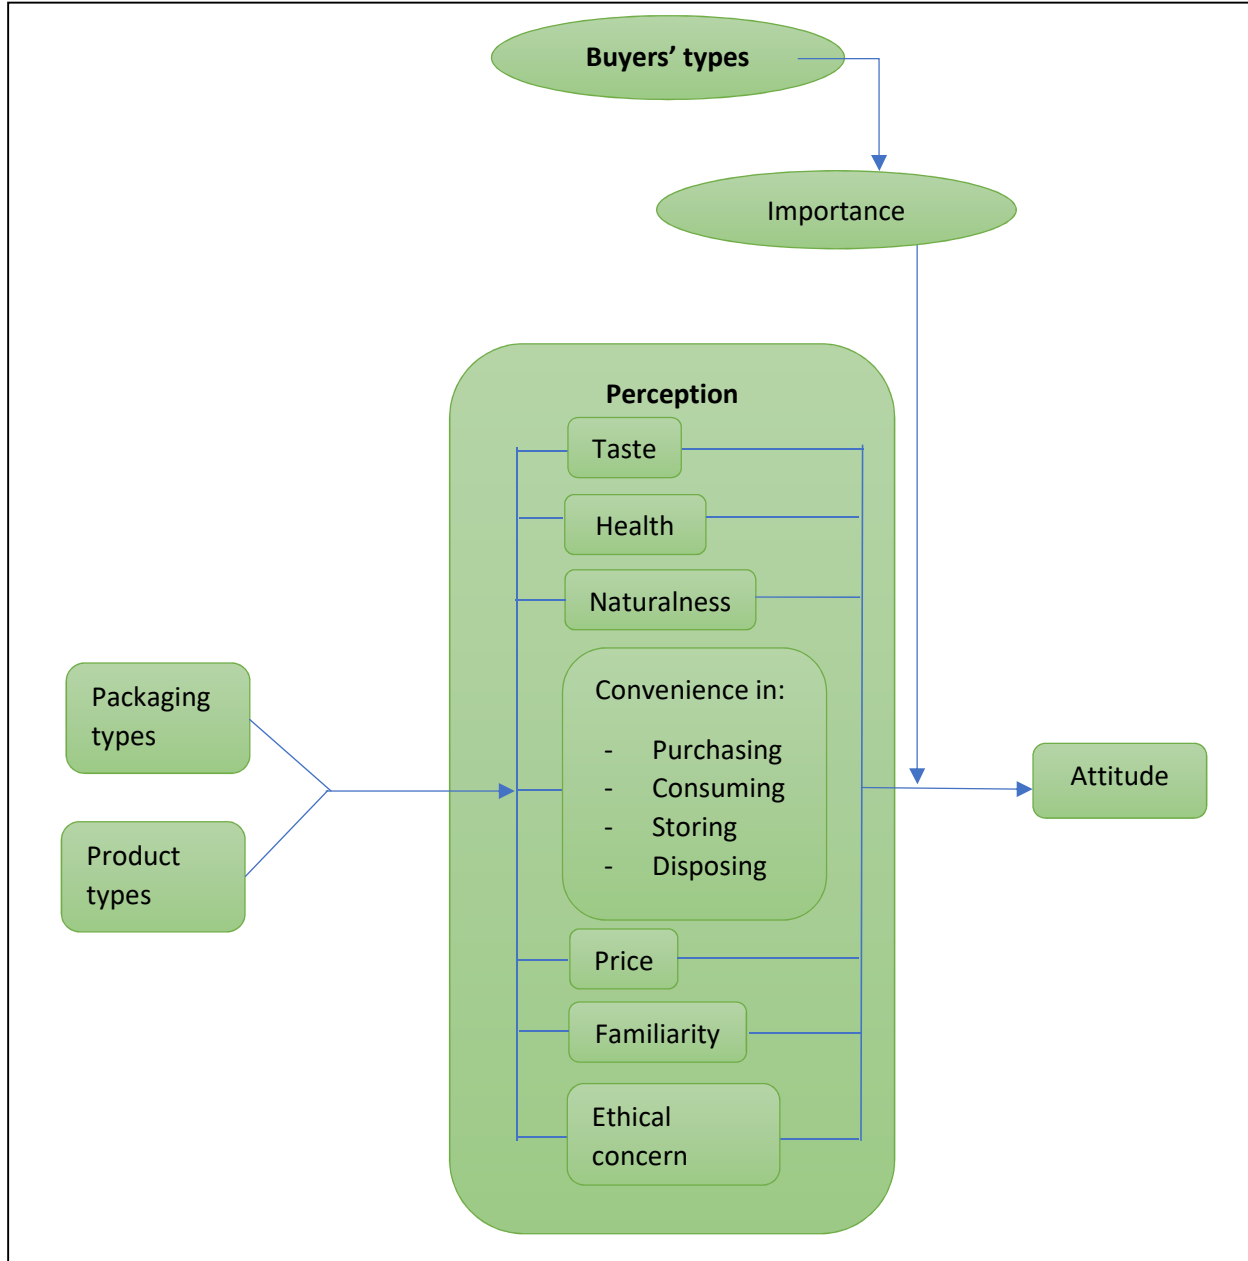 Buyers’ types
Importance
Perception
Taste
Health
Naturalness
Convenience in:
- Purchasing
- Consuming
- Storing
- Disposing
Price
Familiarity
Ethical
concern
Packaging
types
Product
types
Attitude